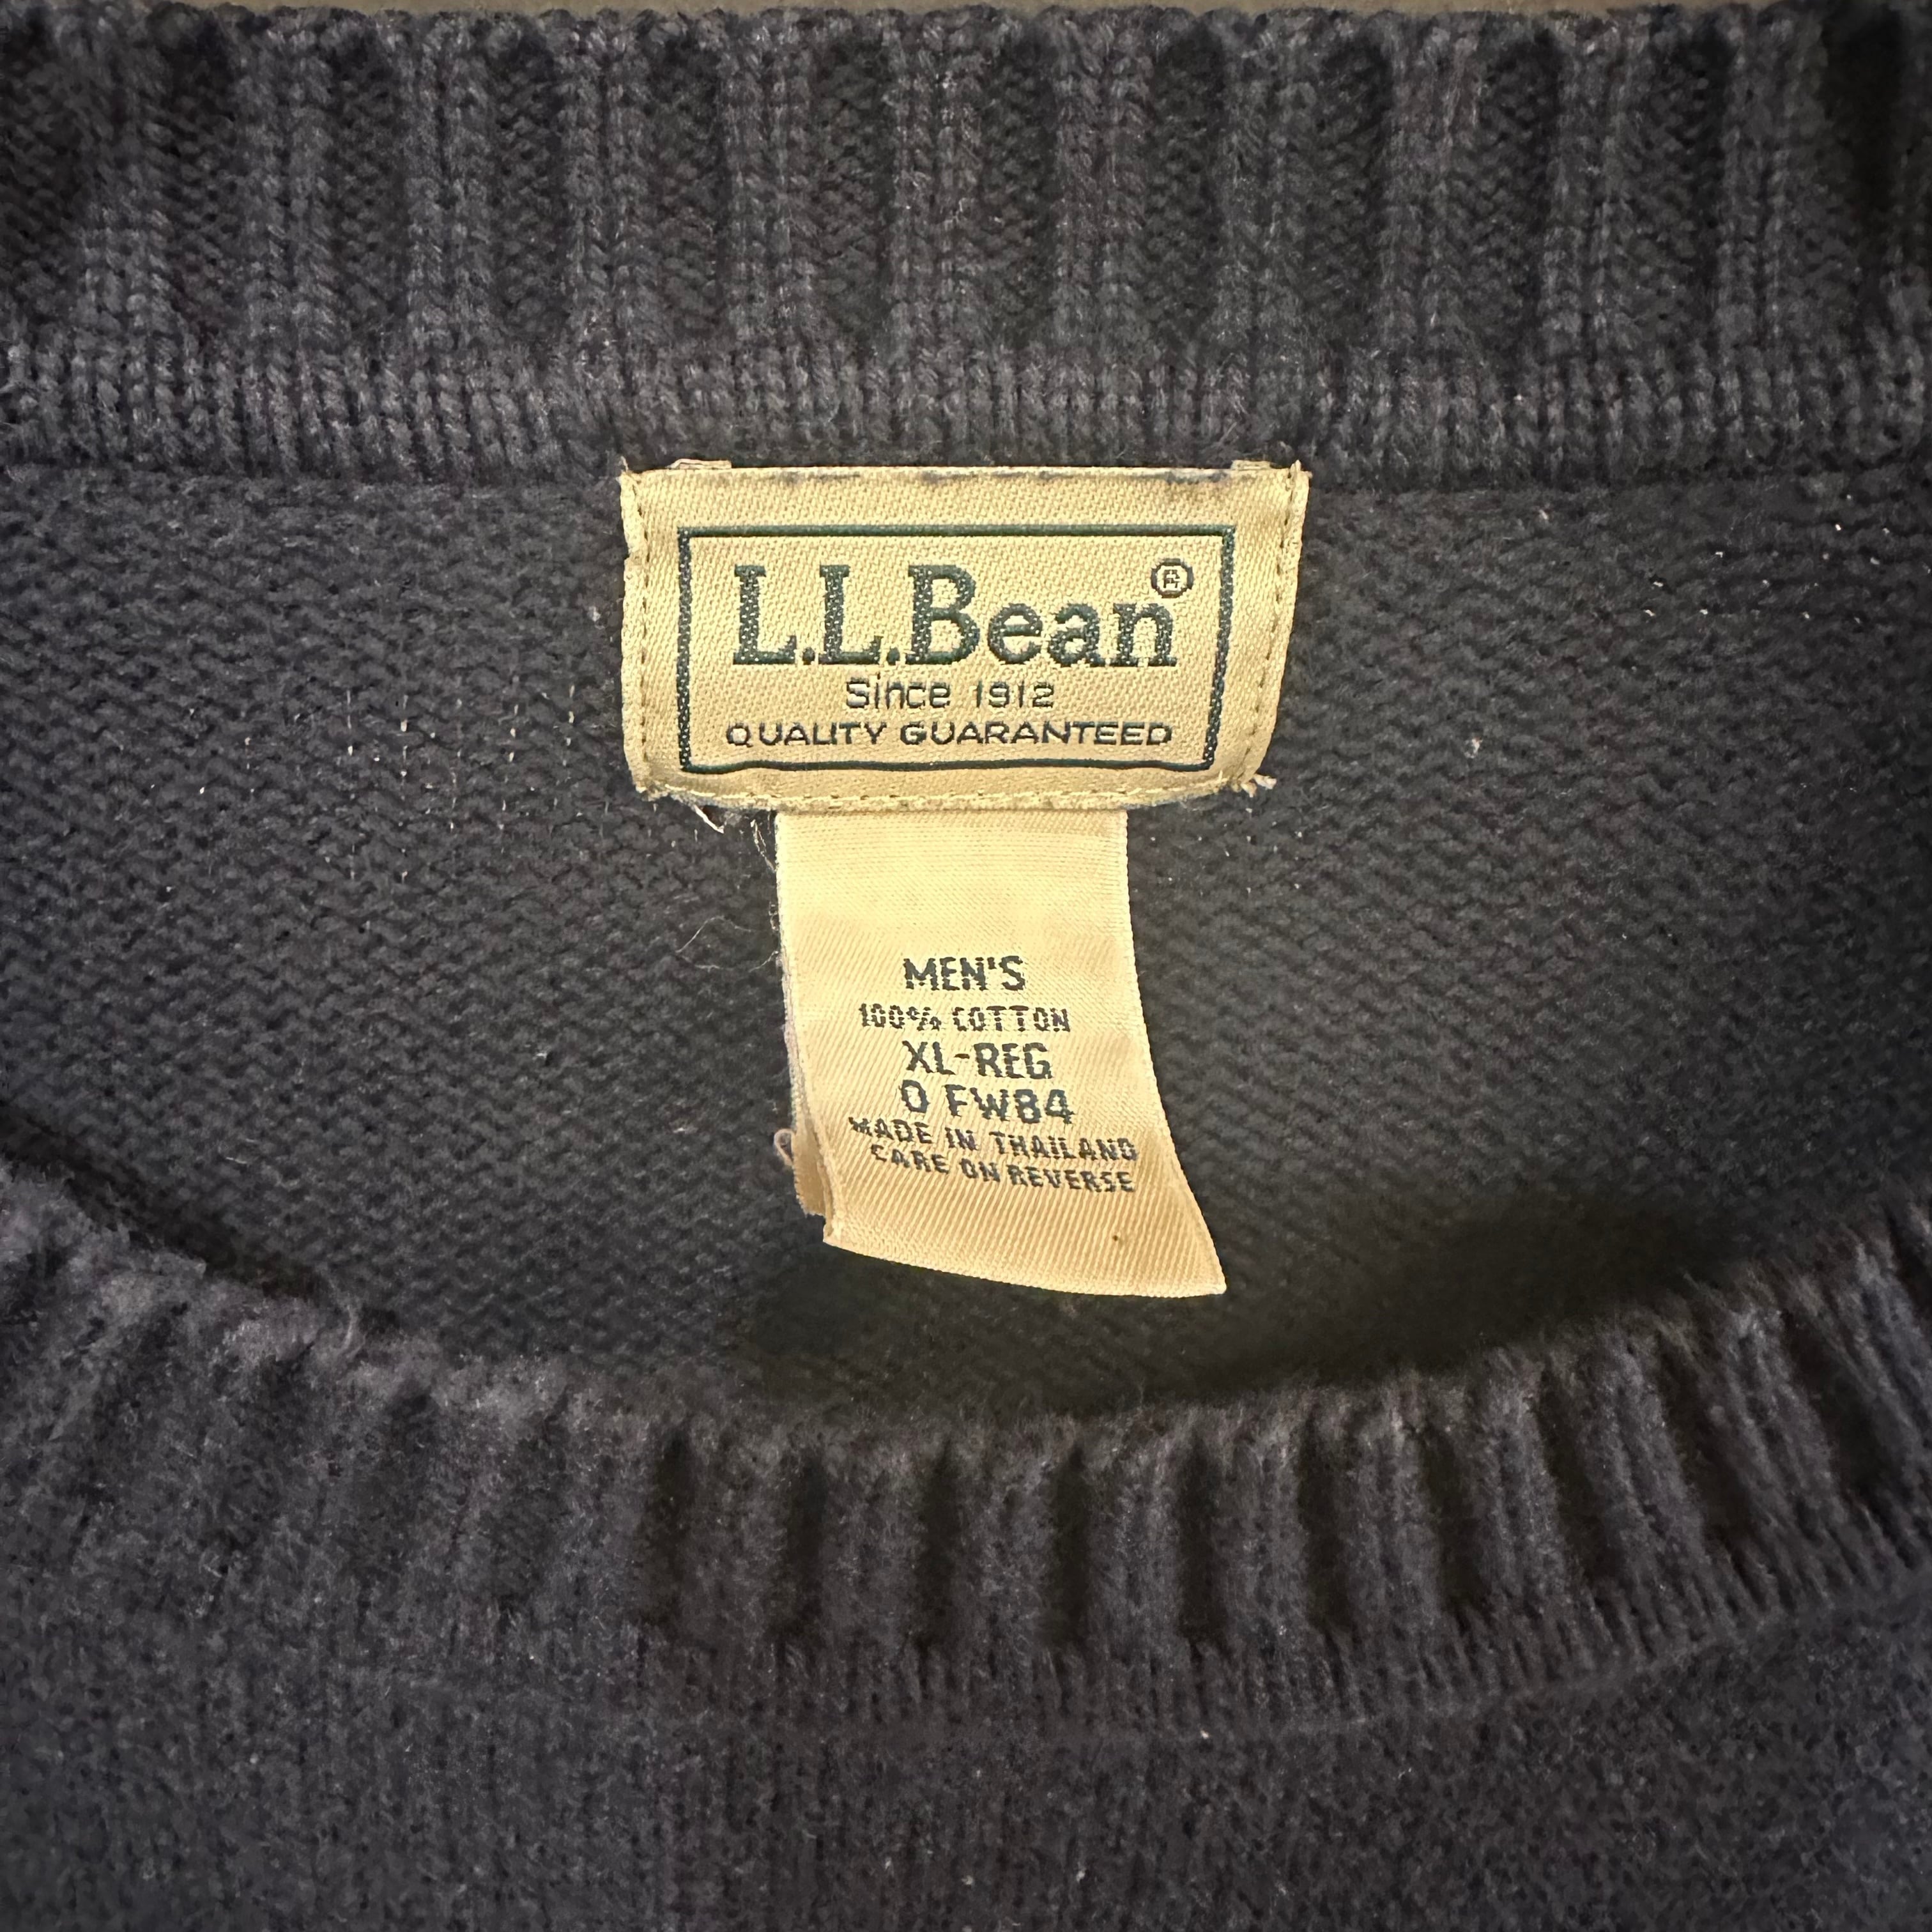 L.L.Bean®
Since 1912
QUALITY GUARANTEED
MEN'S
100% COTTON
XL-REG
0 FW84
MADE IN THAILAND
CARE ON REVERSE